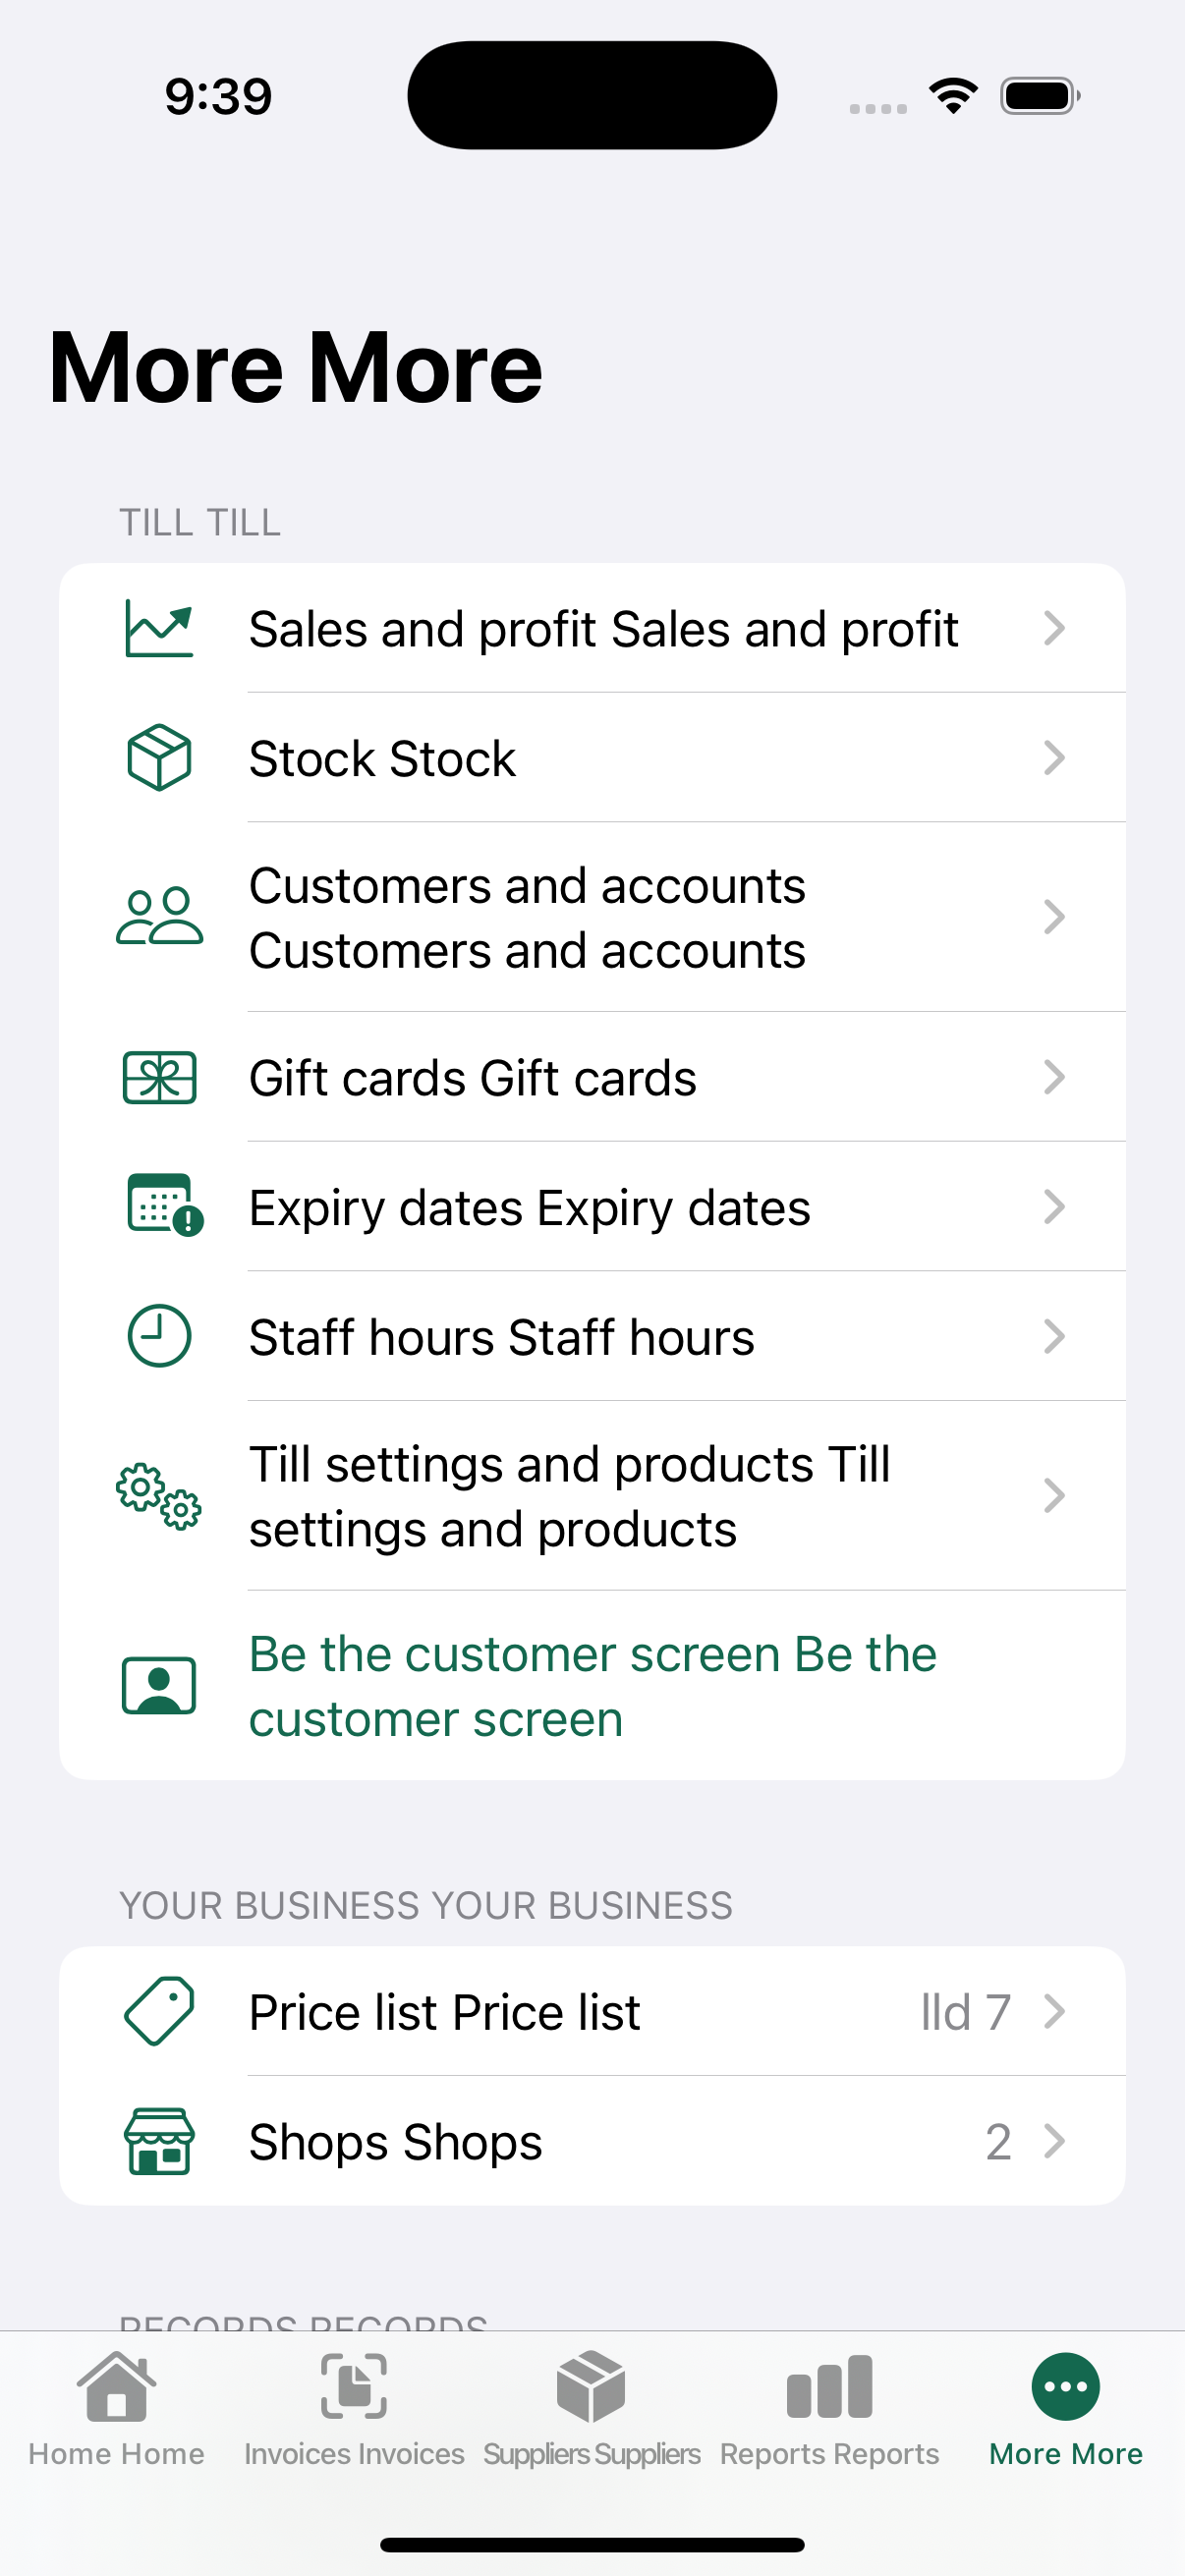 9:39
More More
TILL TILL
Sales and profit Sales and profit
Stock Stock
Customers and accounts
Customers and accounts
Gift cards Gift cards
Expiry dates Expiry dates
Staff hours Staff hours
Till settings and products Till
settings and products
Be the customer screen Be the
customer screen
YOUR BUSINESS YOUR BUSINESS
Price list Price list lld 7
Shops Shops 2
RECORDS RECORDS
Home Home Invoices Invoices Suppliers Suppliers Reports Reports More More